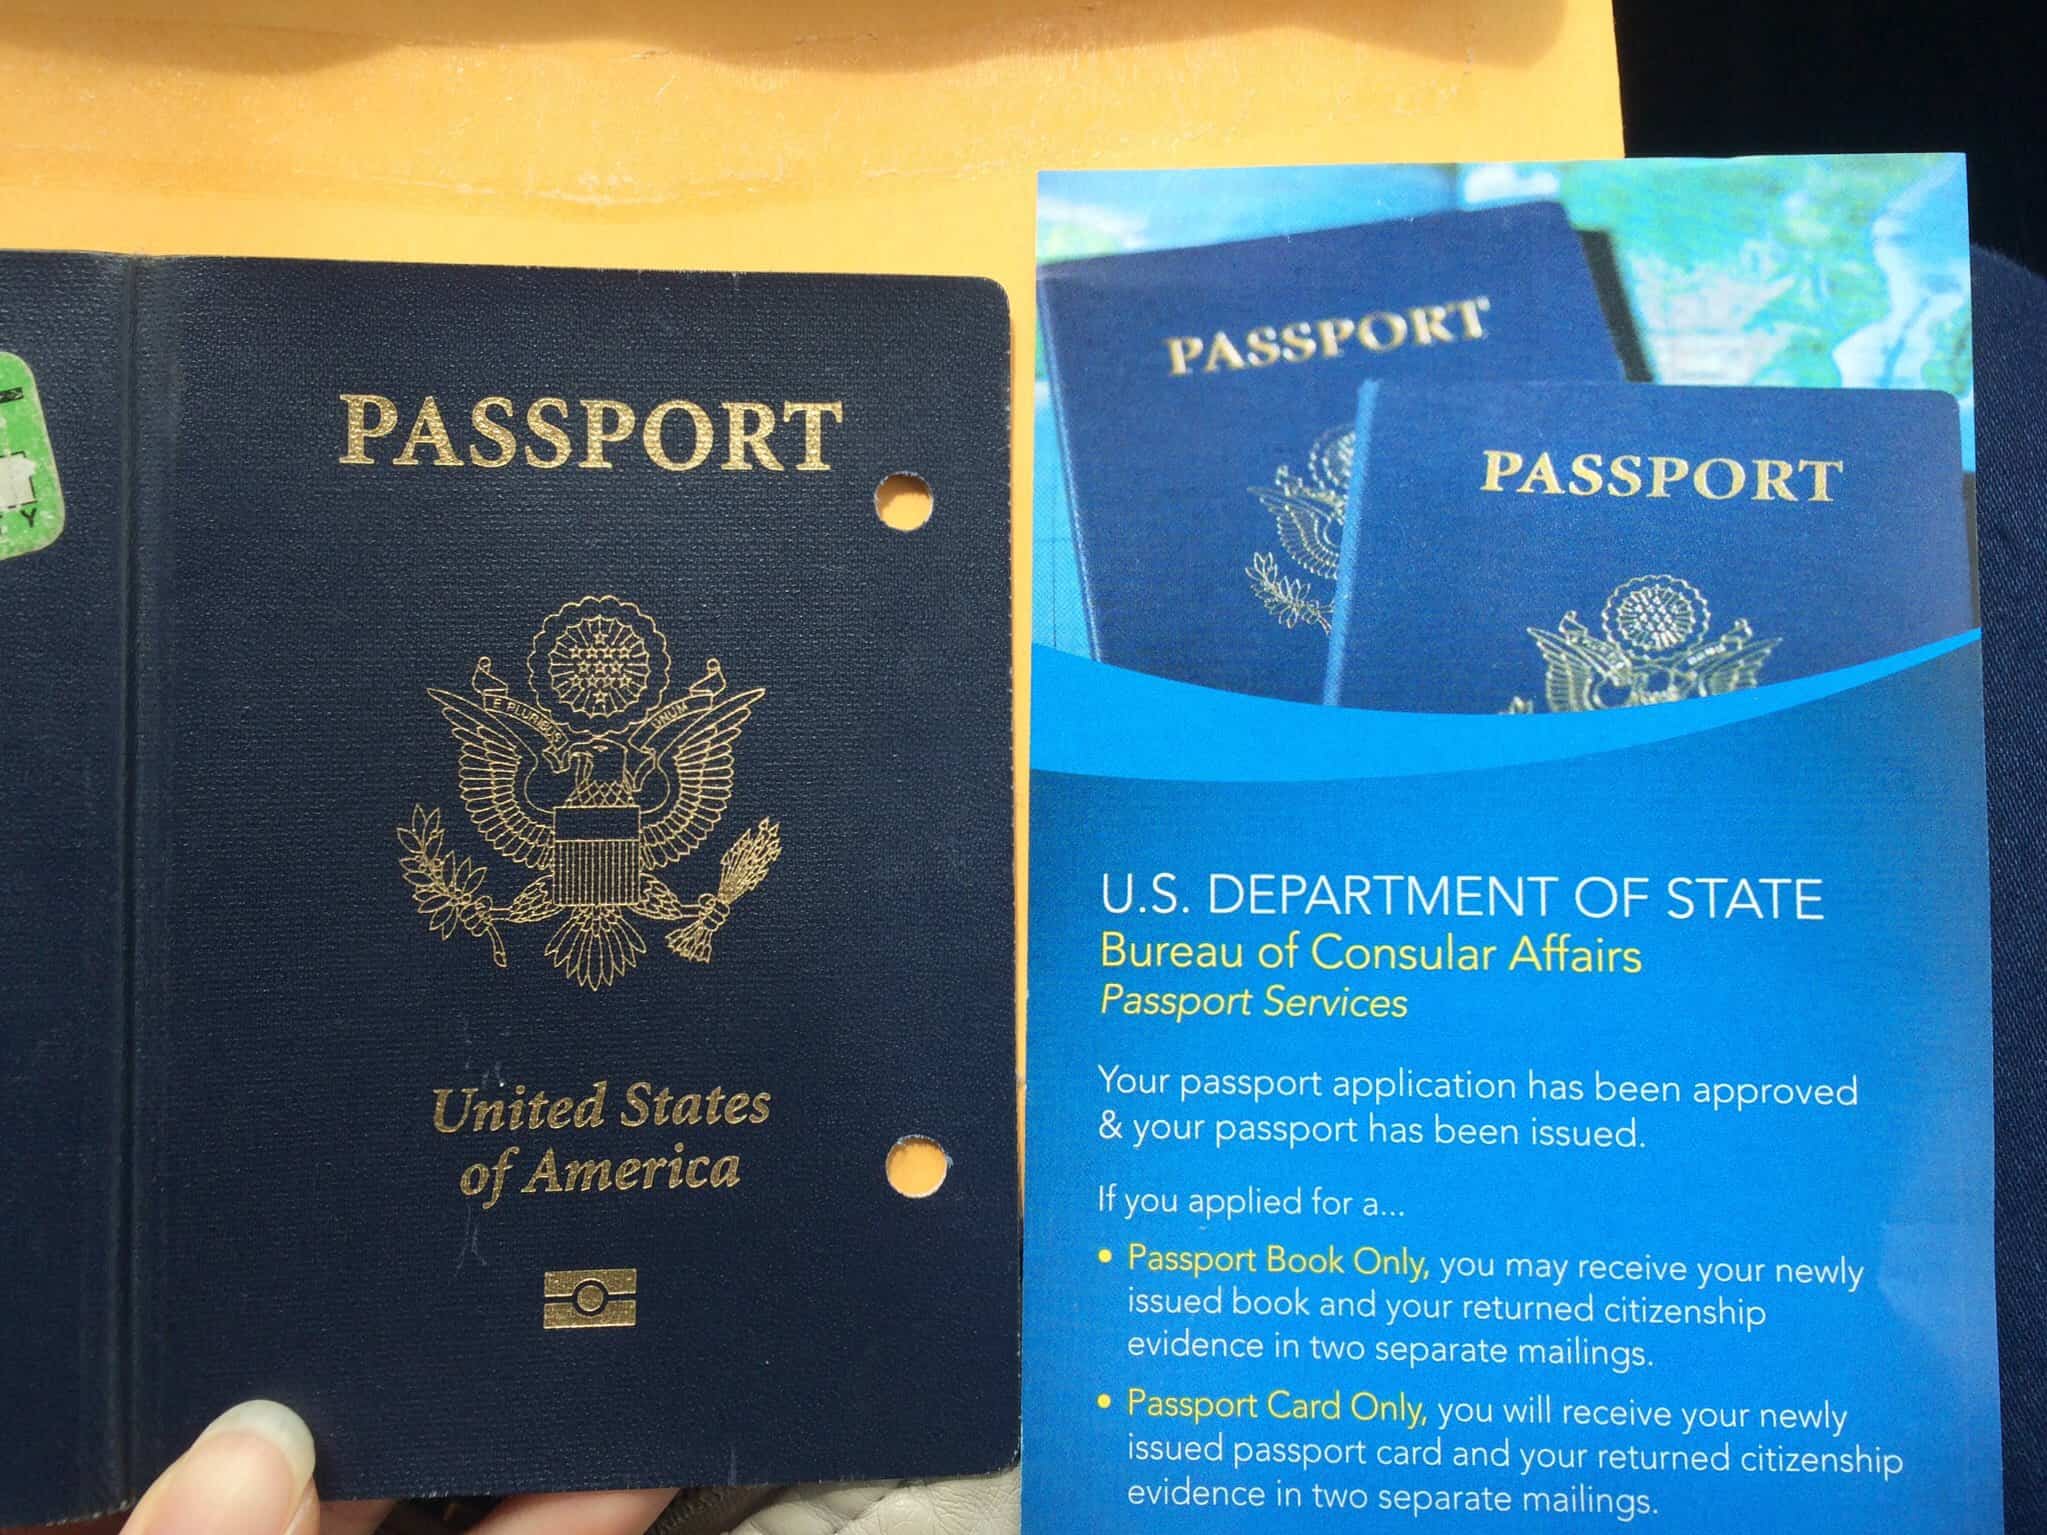 PASSPORT
E PLURIBUS UNUM
United States
of America
Y
PASSPORT
PASSPORT
U.S. DEPARTMENT OF STATE
Bureau of Consular Affairs
Passport Services
Your passport application has been approved
& your passport has been issued.
If you applied for a...
• Passport Book Only, you may receive your newly
issued book and your returned citizenship
evidence in two separate mailings.
• Passport Card Only, you will receive your newly
issued passport card and your returned citizenship
evidence in two separate mailings.